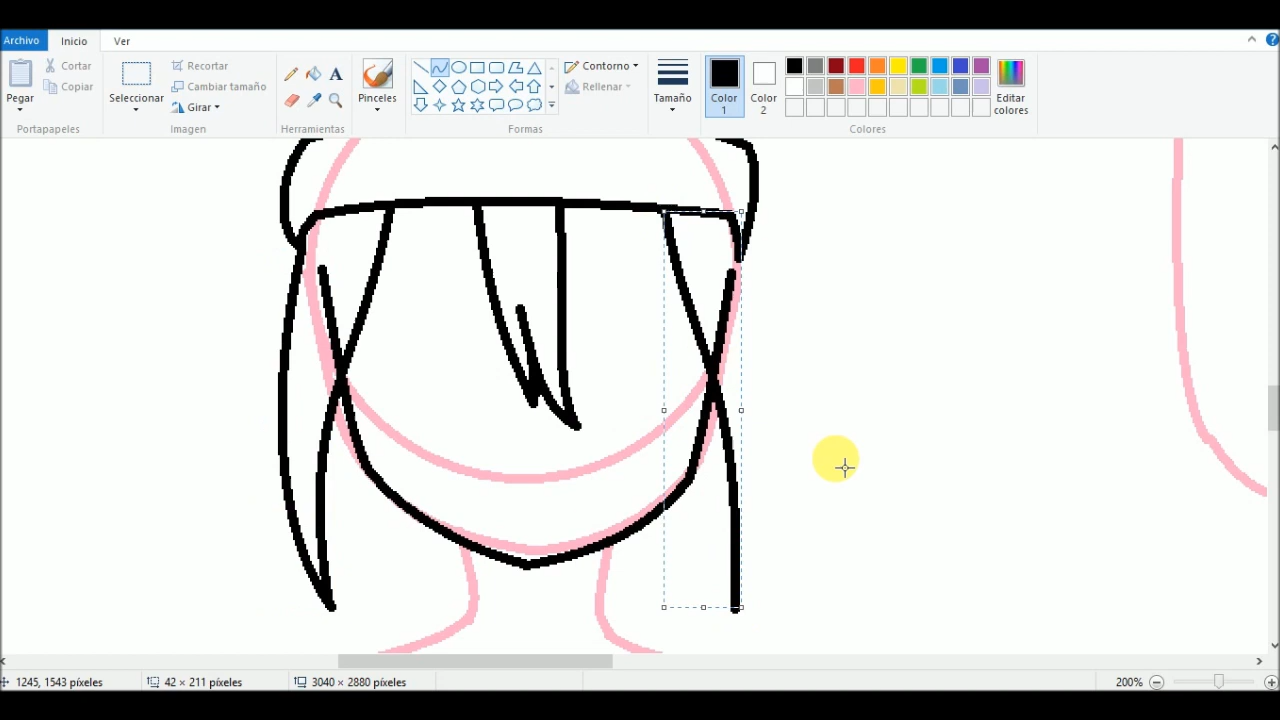 Archivo Inicio Ver
Pegar
Cortar
Copiar
Portapapeles
Seleccionar
Recortar
Cambiar tamaño
Girar
Imagen
A
Herramientas
Pinceles
Contorno
Rellenar
Formas
Tamaño
Color
1
Color
2
Editar
colores
Colores
1245, 1543 píxeles 42 × 211 píxeles 3040 × 2880 píxeles 200%